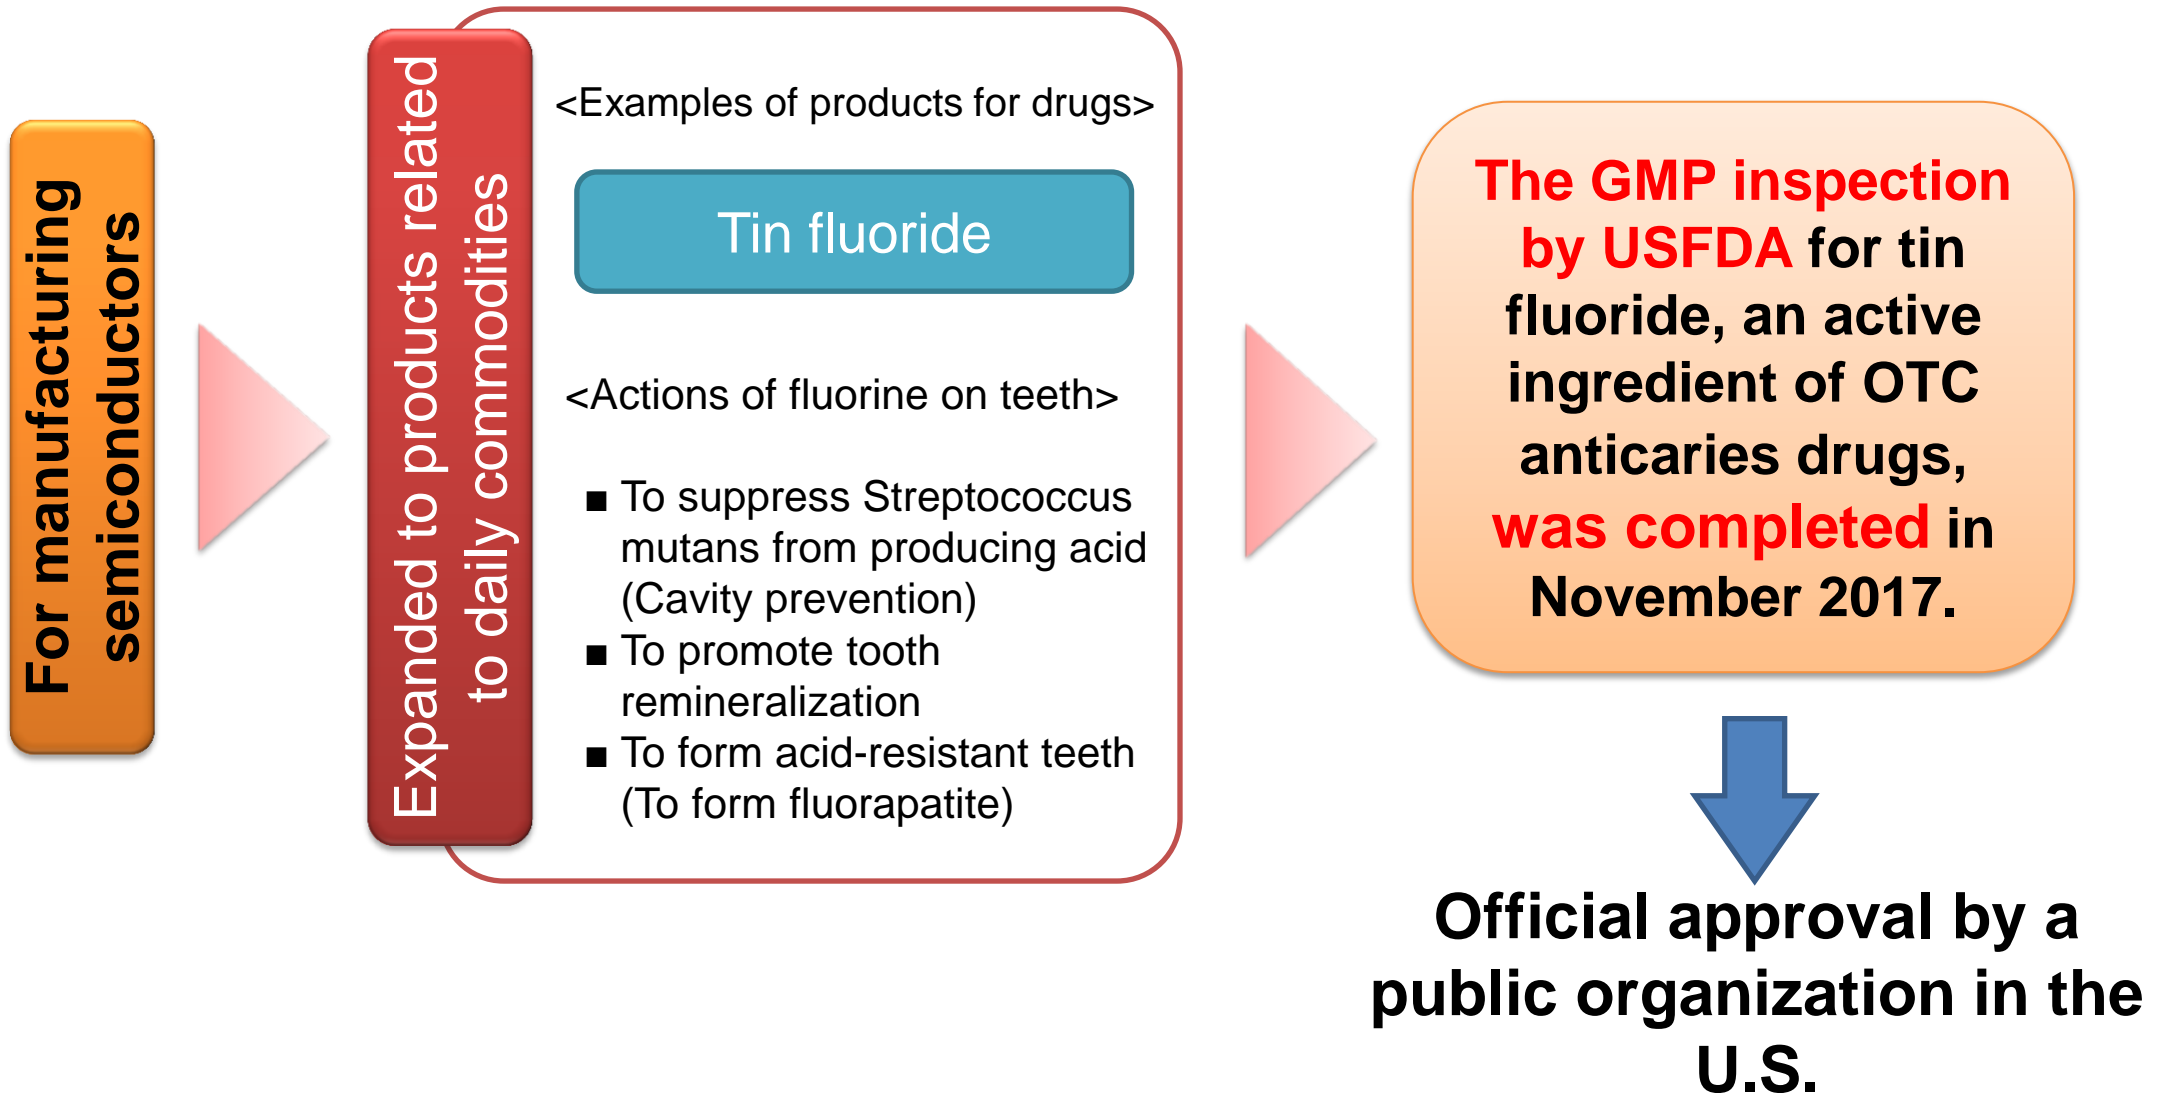 For manufacturing
semiconductors
Expanded to products related
to daily commodities
<Examples of products for drugs>
Tin fluoride
<Actions of fluorine on teeth>
■ To suppress Streptococcus
mutans from producing acid
(Cavity prevention)
■ To promote tooth
remineralization
■ To form acid-resistant teeth
(To form fluorapatite)
The GMP inspection
by USFDA for tin
fluoride, an active
ingredient of OTC
anticaries drugs,
was completed in
November 2017.
Official approval by a
public organization in the
U.S.